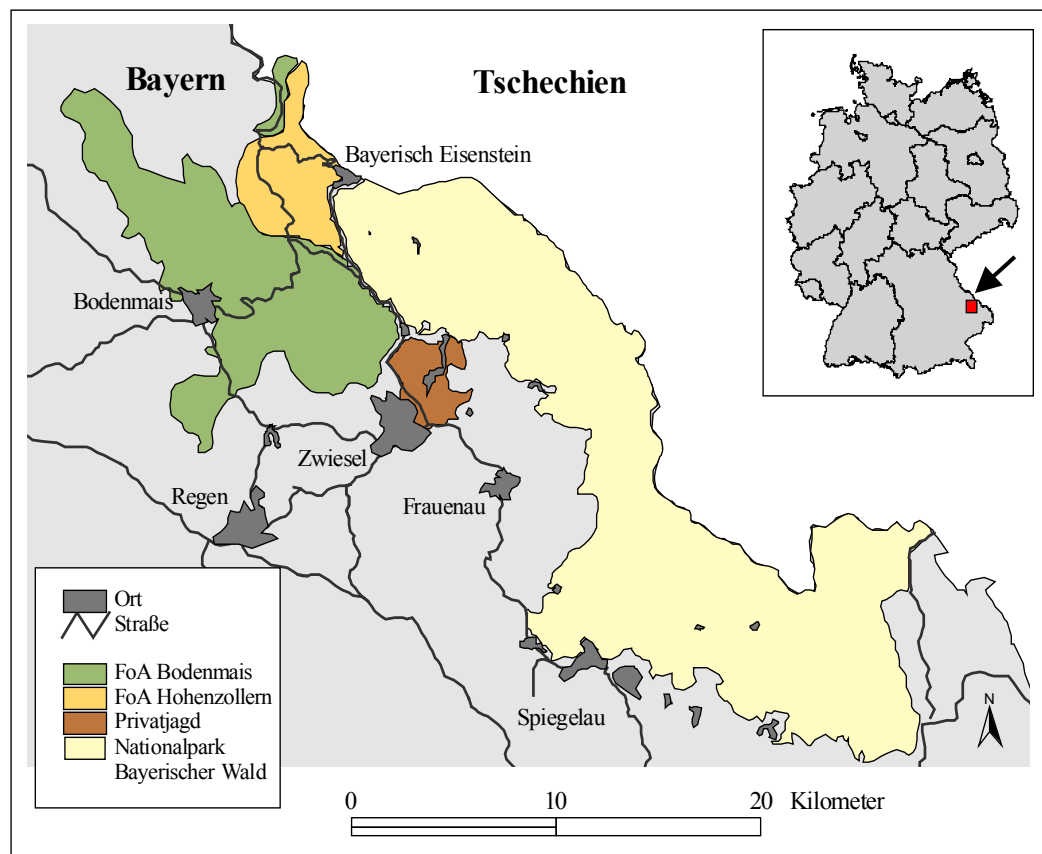 Bayern
Tschechien
Bayerisch Eisenstein
Bodenmais
Zwiesel
Regen
Frauenau
Spiegelau
Ort
Straße
FoA Bodenmais
FoA Hohenzollern
Privatjagd
Nationalpark
Bayerischer Wald
N
0 10 20 Kilometer